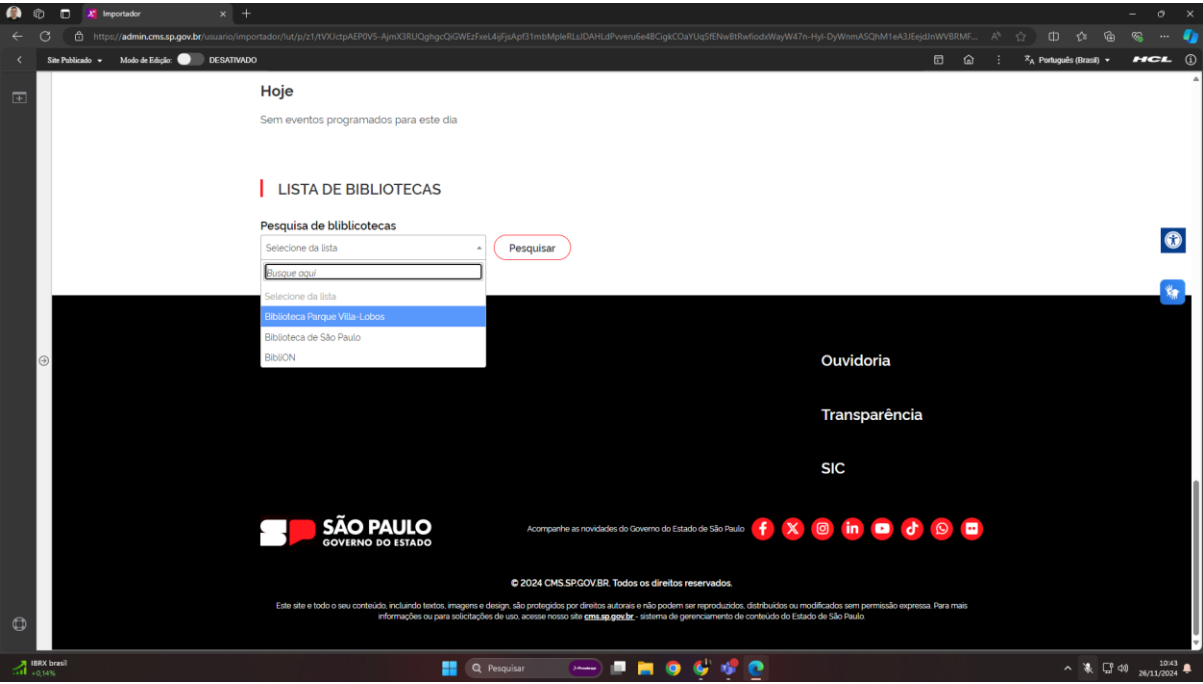 Importador
https://admin.cms.sp.gov.br/usuario/importador/!ut/p/z1/
Site Publicado
Modo de Edição: DESATIVADO
Português (Brasil)
HCL
Hoje
Sem eventos programados para este dia
LISTA DE BIBLIOTECAS
Pesquisa de bliblicotecas
Selecione da lista
Pesquisar
Busque aqui
Selecione da lista
Biblioteca Parque Villa-Lobos
Biblioteca de São Paulo
BibliON
Ouvidoria
Transparência
SIC
SÃO PAULO
GOVERNO DO ESTADO
Acompanhe as novidades do Governo do Estado de São Paulo
© 2024 CMS.SP.GOV.BR. Todos os direitos reservados.
Este site e todo o seu conteúdo, incluindo textos, imagens e design, são protegidos por direitos autorais e não podem ser reproduzidos, distribuídos ou modificados sem permissão expressa. Para mais
informações ou para solicitações de uso, acesse nosso site cms.sp.gov.br - sistema de gerenciamento de conteúdo do Estado de São Paulo.
IBRX brasil
+0,14%
Pesquisar
10:43
26/11/2024